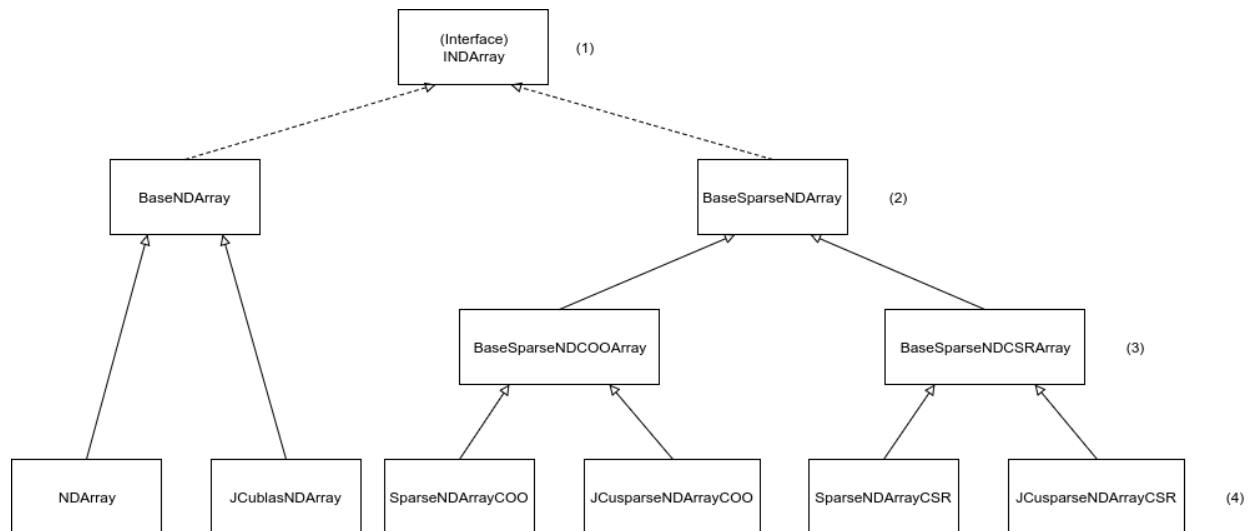 (Interface)
INDArray
(1)
BaseNDArray
BaseSparseNDArray
(2)
BaseSparseNDCOOArray
BaseSparseNDCSRArray
(3)
NDArray
JCublasNDArray
SparseNDArrayCOO
JCusparseNDArrayCOO
SparseNDArrayCSR
JCusparseNDArrayCSR
(4)